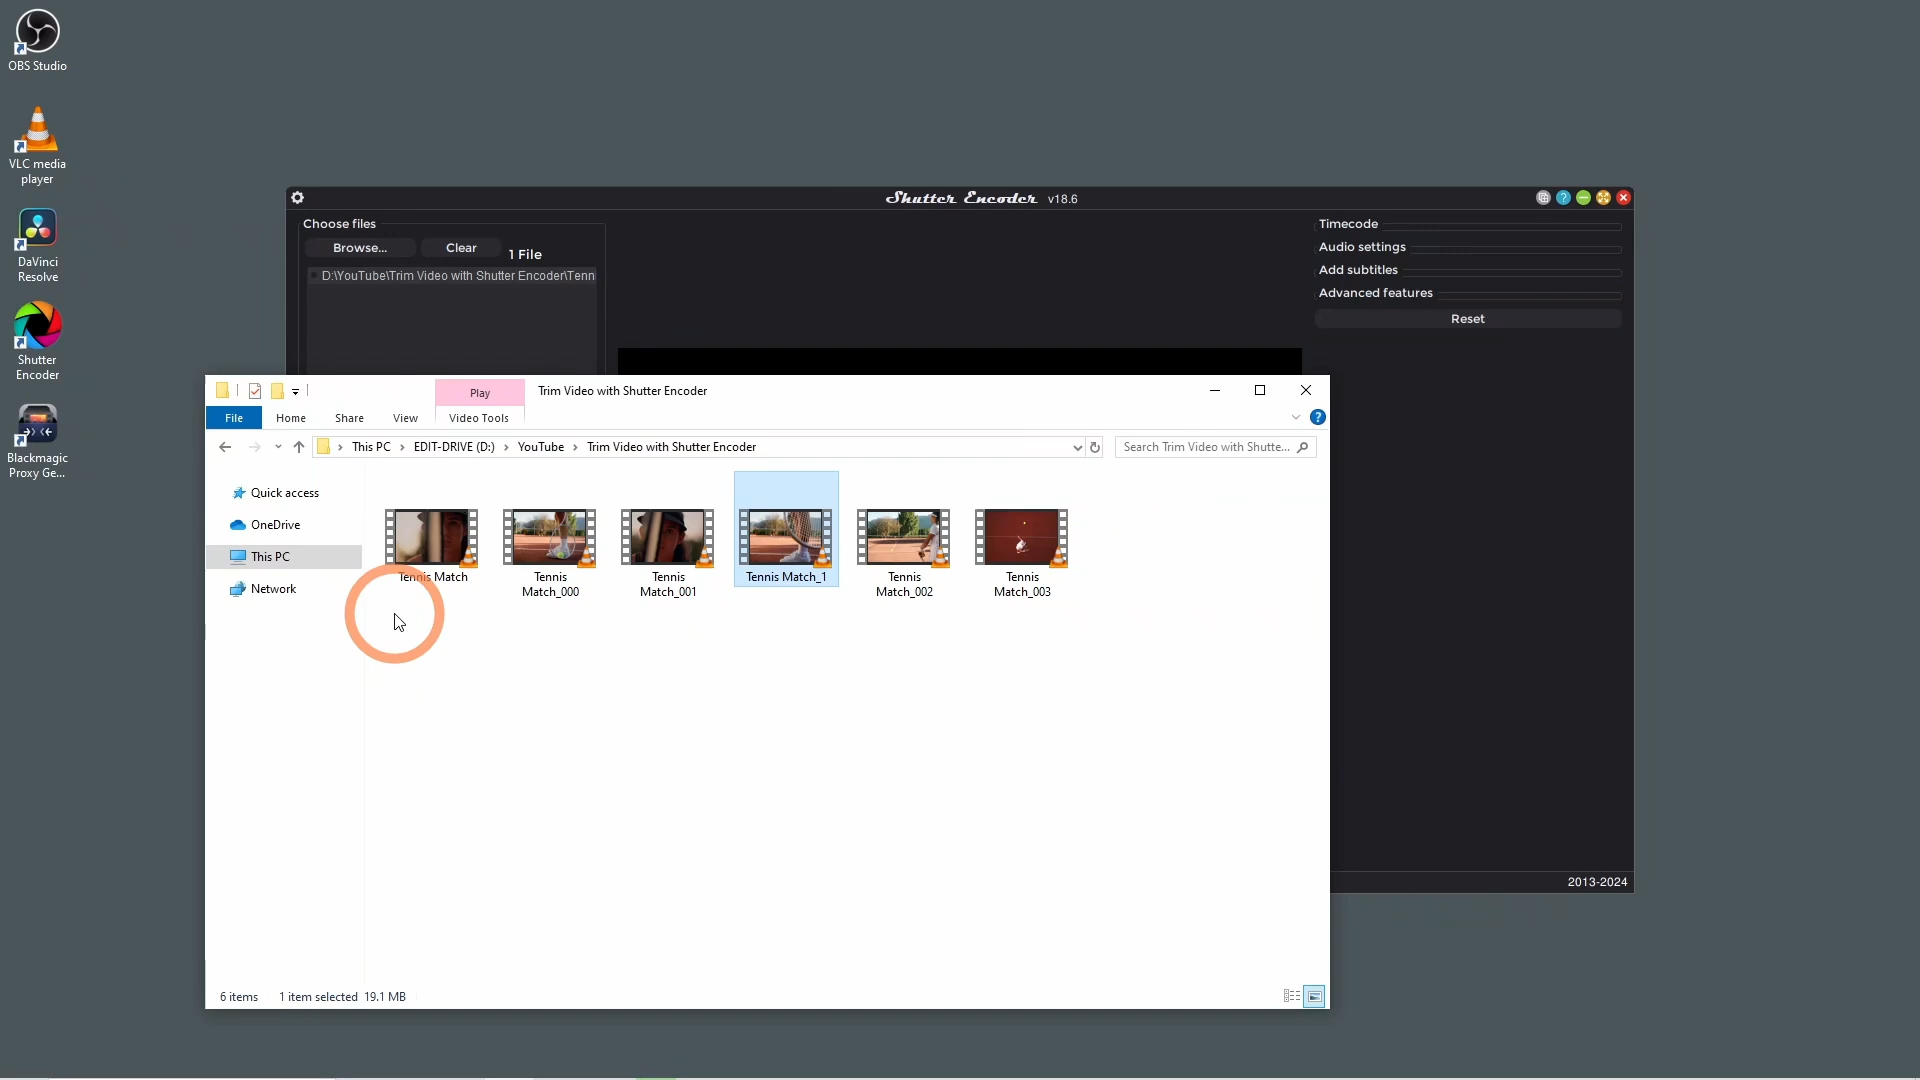 OBS Studio
VLC media
player
DaVinci
Resolve
Shutter
Encoder
Blackmagic
Proxy Ge...
Shutter Encoder v18.6
Choose files
Browse...
Clear
1 File
D:\YouTube\Trim Video with Shutter Encoder\Tenn
Timecode
Audio settings
Add subtitles
Advanced features
Reset
2013-2024
Play
Trim Video with Shutter Encoder
File
Home
Share
View
Video Tools
This PC
EDIT-DRIVE (D:)
YouTube
Trim Video with Shutter Encoder
Search Trim Video with Shutte...
Quick access
OneDrive
This PC
Network
Tennis Match
Tennis
Match_000
Tennis
Match_001
Tennis Match_1
Tennis
Match_002
Tennis
Match_003
6 items
1 item selected 19.1 MB